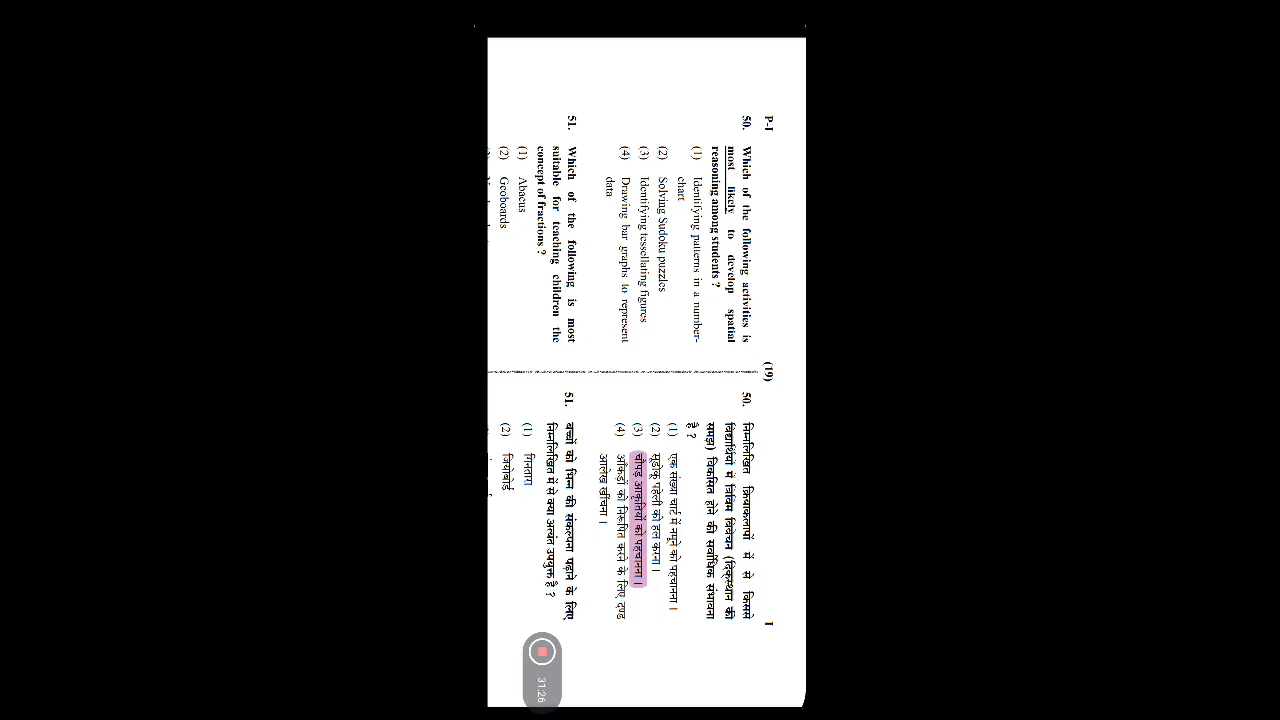 P-I
(19)
I
50. Which of the following activities is
most likely to develop spatial
reasoning among students ?
(1) Identifying patterns in a number-
chart
(2) Solving Sudoku puzzles
(3) Identifying tessellating figures
(4) Drawing bar graphs to represent
data
51. Which of the following is most
suitable for teaching children the
concept of fractions ?
(1) Abacus
(2) Geoboards
50. निम्नलिखित क्रियाकलापों में से किससे
विद्यार्थियों में त्रिविम विवेचन (दिक्स्थान की
समझ) विकसित होने की सर्वाधिक संभावना
है ?
(1) एक संख्या चार्ट में नमूने को पहचानना ।
(2) सूडोकू पहेली को हल करना ।
(3) चौपड़ आकृतियों को पहचानना ।
(4) आँकड़ों को निरूपित करने के लिए दण्ड
आलेख खींचना ।
51. बच्चों को भिन्न की संकल्पना पढ़ाने के लिए
निम्नलिखित में से क्या अत्यंत उपयुक्त है ?
(1) गिनतारा
(2) जियोबोर्ड
31:26